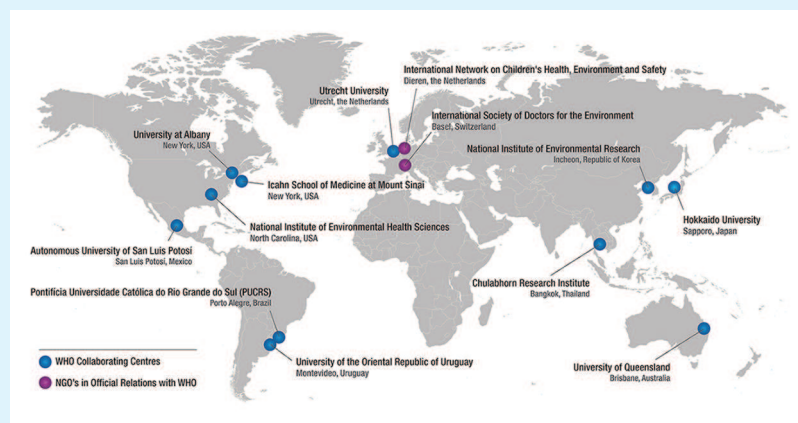 International Network on Children's Health, Environment and Safety
Dieren, the Netherlands
Utrecht University
Utrecht, the Netherlands
International Society of Doctors for the Environment
Basel, Switzerland
University at Albany
New York, USA
National Institute of Environmental Research
Incheon, Republic of Korea
Icahn School of Medicine at Mount Sinai
New York, USA
Hokkaido University
Sapporo, Japan
National Institute of Environmental Health Sciences
North Carolina, USA
Autonomous University of San Luis Potosí
San Luis Potosí, Mexico
Chulabhorn Research Institute
Bangkok, Thailand
Pontifícia Universidade Católica do Rio Grande do Sul (PUCRS)
Porto Alegre, Brazil
University of the Oriental Republic of Uruguay
Montevideo, Uruguay
University of Queensland
Brisbane, Australia
WHO Collaborating Centres
NGO's in Official Relations with WHO